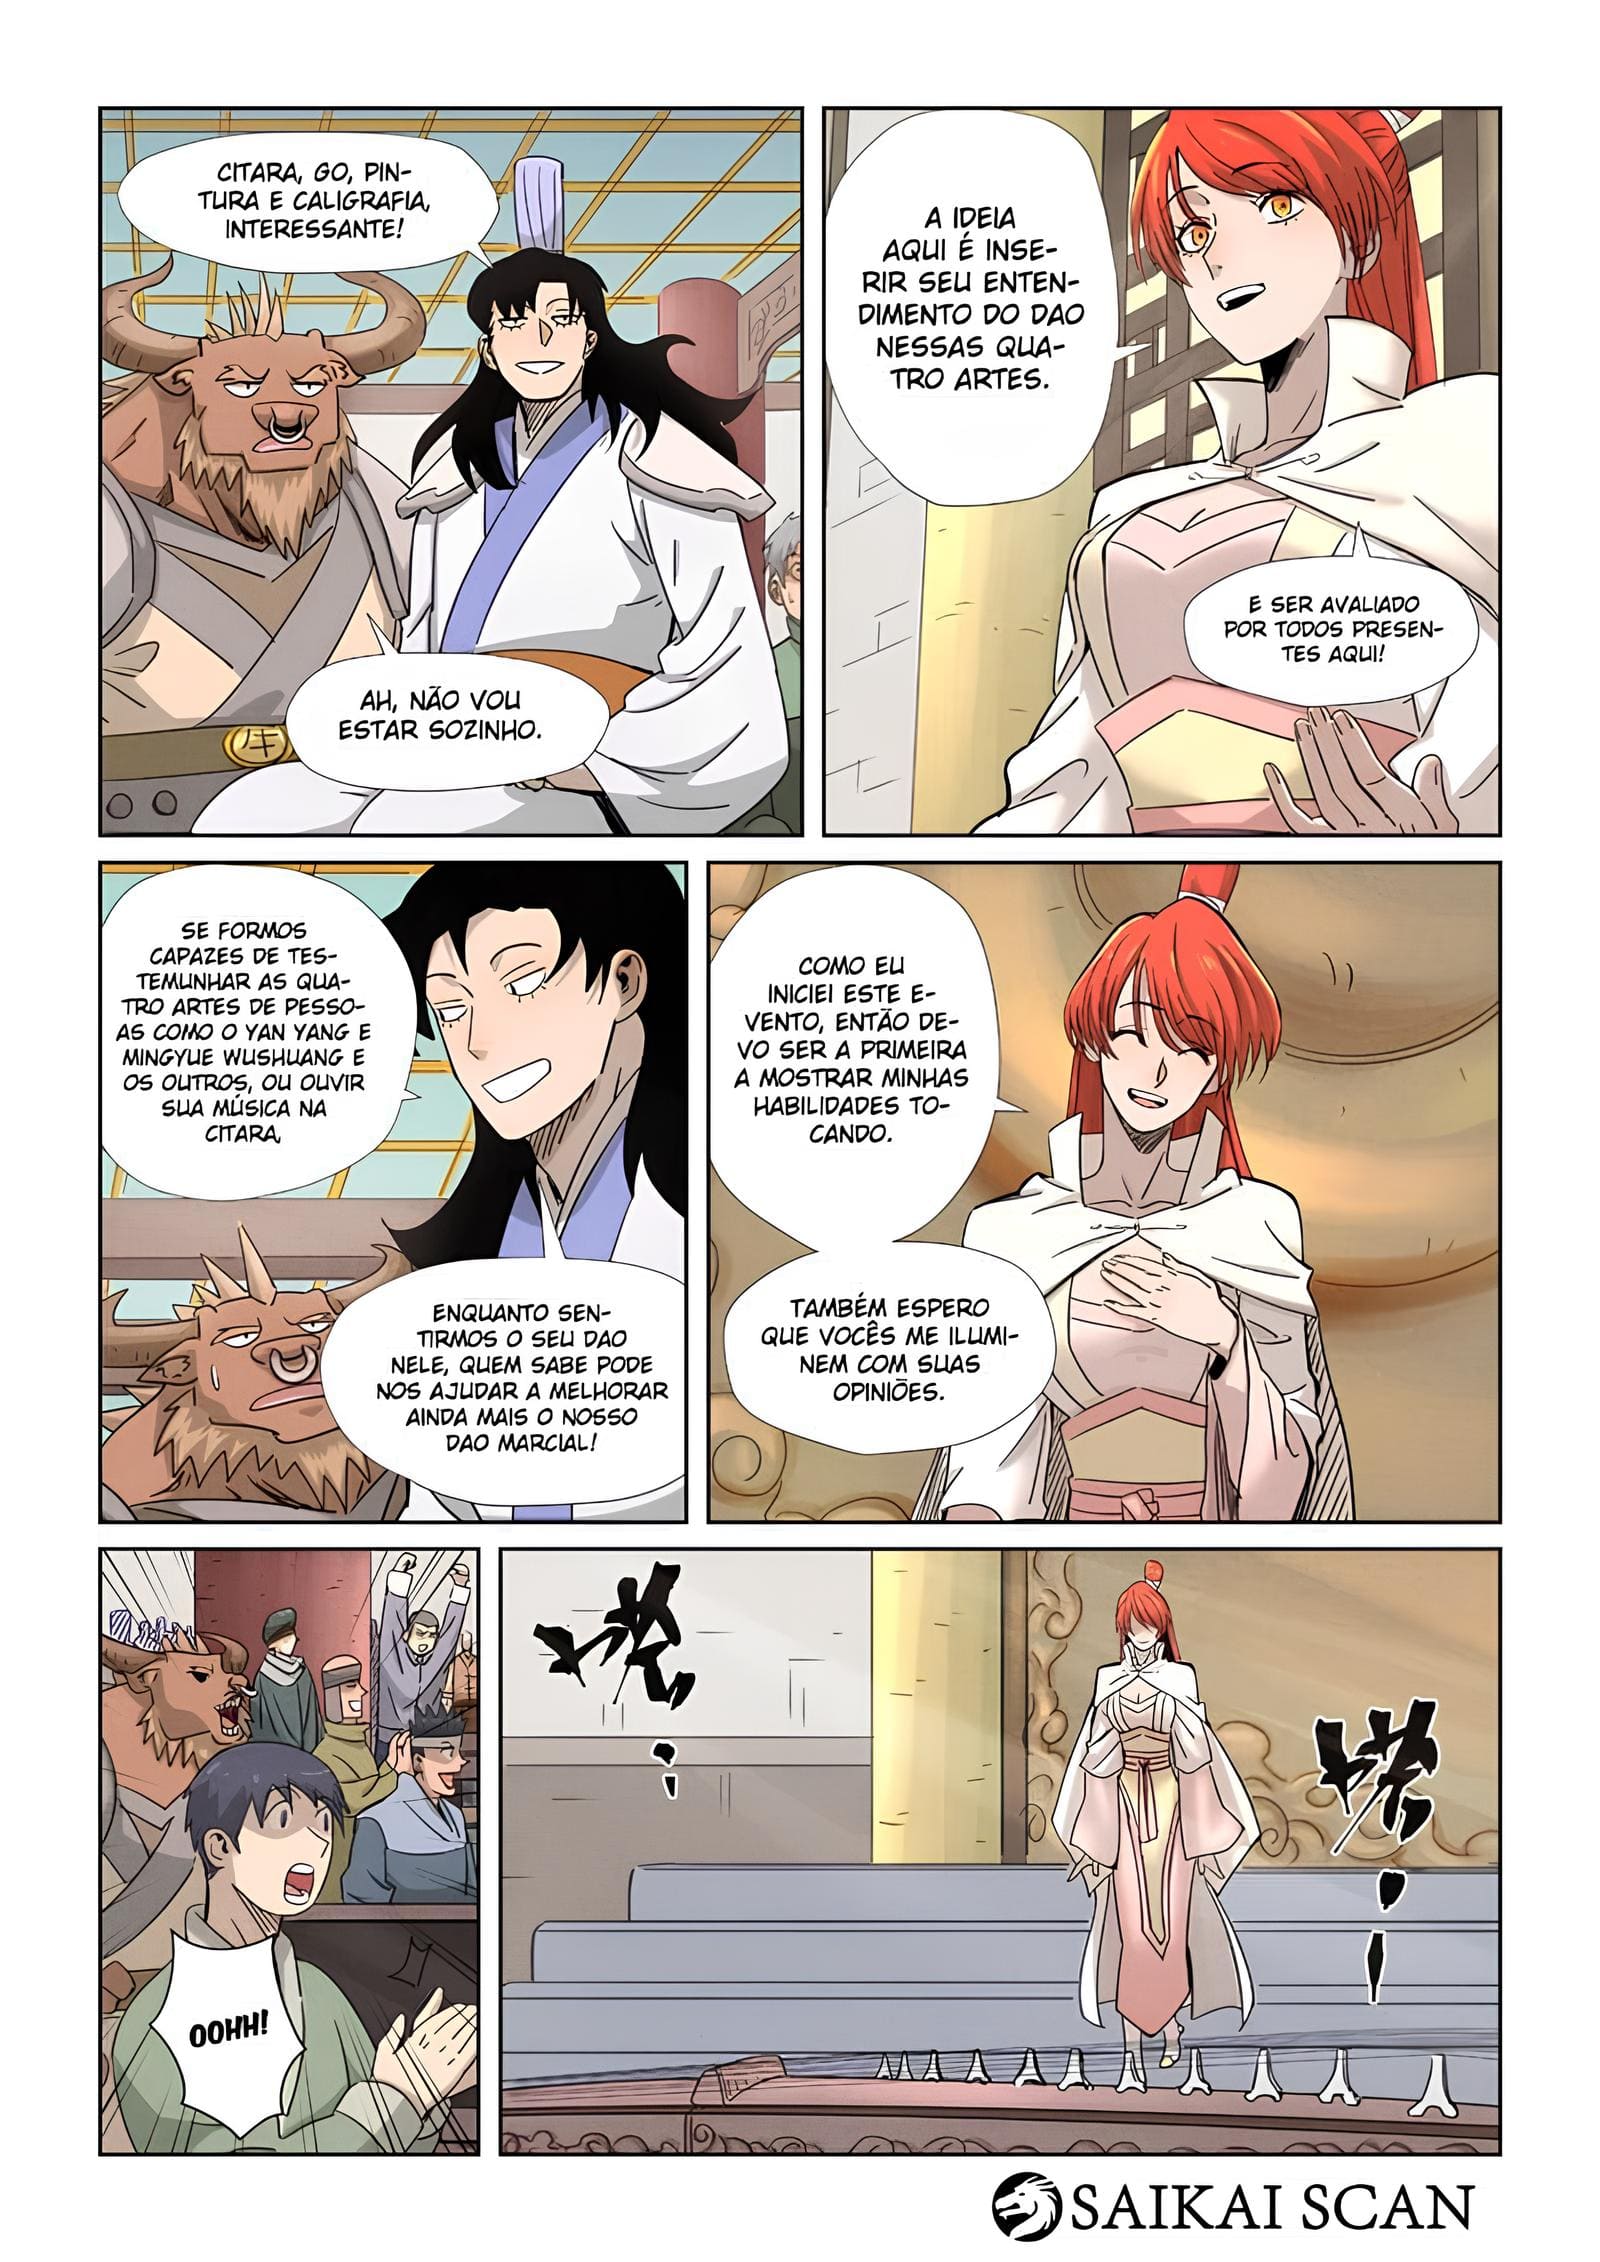 CITARA, GO, PIN-
TURA E CALIGRAFIA,
INTERESSANTE!
AH, NÃO VOU
ESTAR SOZINHO.
牛
A IDEIA
AQUI É INSE-
RIR SEU ENTEN-
DIMENTO DO DAO
NESSAS QUA-
TRO ARTES.
E SER AVALIADO
POR TODOS PRESEN-
TES AQUI!
SE FORMOS
CAPAZES DE TES-
TEMUNHAR AS QUA-
TRO ARTES DE PESSO-
AS COMO O YAN YANG E
MINGYUE WUSHUANG E
OS OUTROS, OU OUVIR
SUA MÚSICA NA
CITARA,
ENQUANTO SEN-
TIRMOS O SEU DAO
NELE, QUEM SABE PODE
NOS AJUDAR A MELHORAR
AINDA MAIS O NOSSO
DAO MARCIAL!
COMO EU
INICIEI ESTE E-
VENTO, ENTÃO DE-
VO SER A PRIMEIRA
A MOSTRAR MINHAS
HABILIDADES TO-
CANDO.
TAMBÉM ESPERO
QUE VOCÊS ME ILUMI-
NEM COM SUAS
OPINIÕES.
OOHH!
SAIKAI SCAN